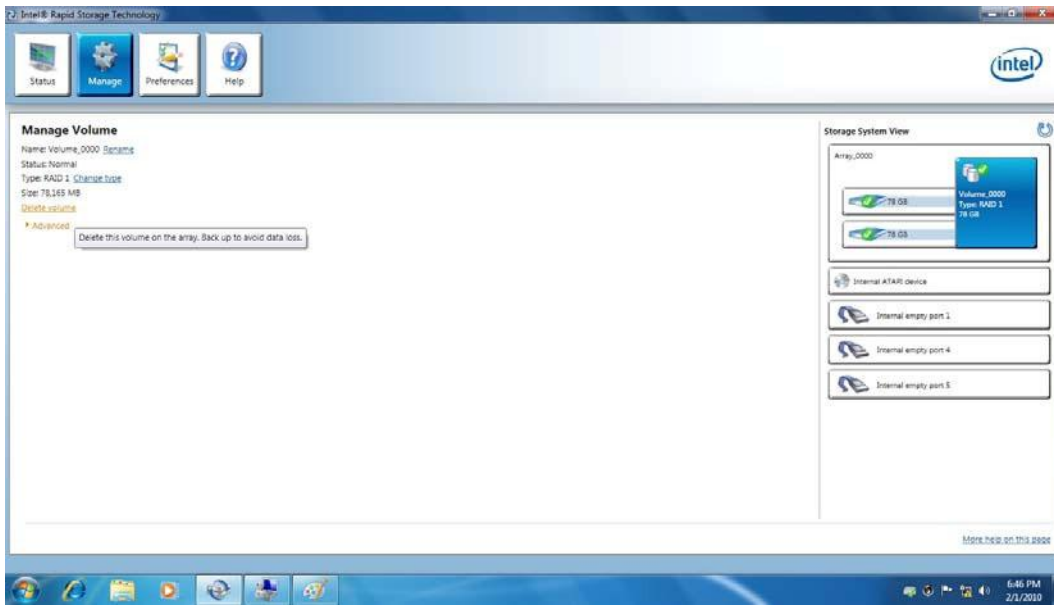 Intel® Rapid Storage Technology
Status
Manage
Preferences
Help
intel
Manage Volume
Name: Volume_0000 Rename
Status: Normal
Type: RAID 1 Change type
Size: 78,165 MB
Delete volume
Advanced
Delete this volume on the array. Back up to avoid data loss.
Storage System View
Array_0000
78 GB
78 GB
Volume_0000
Type: RAID 1
78 GB
Internal ATAPI device
Internal empty port 1
Internal empty port 4
Internal empty port 5
More help on this page
6:46 PM
2/1/2010